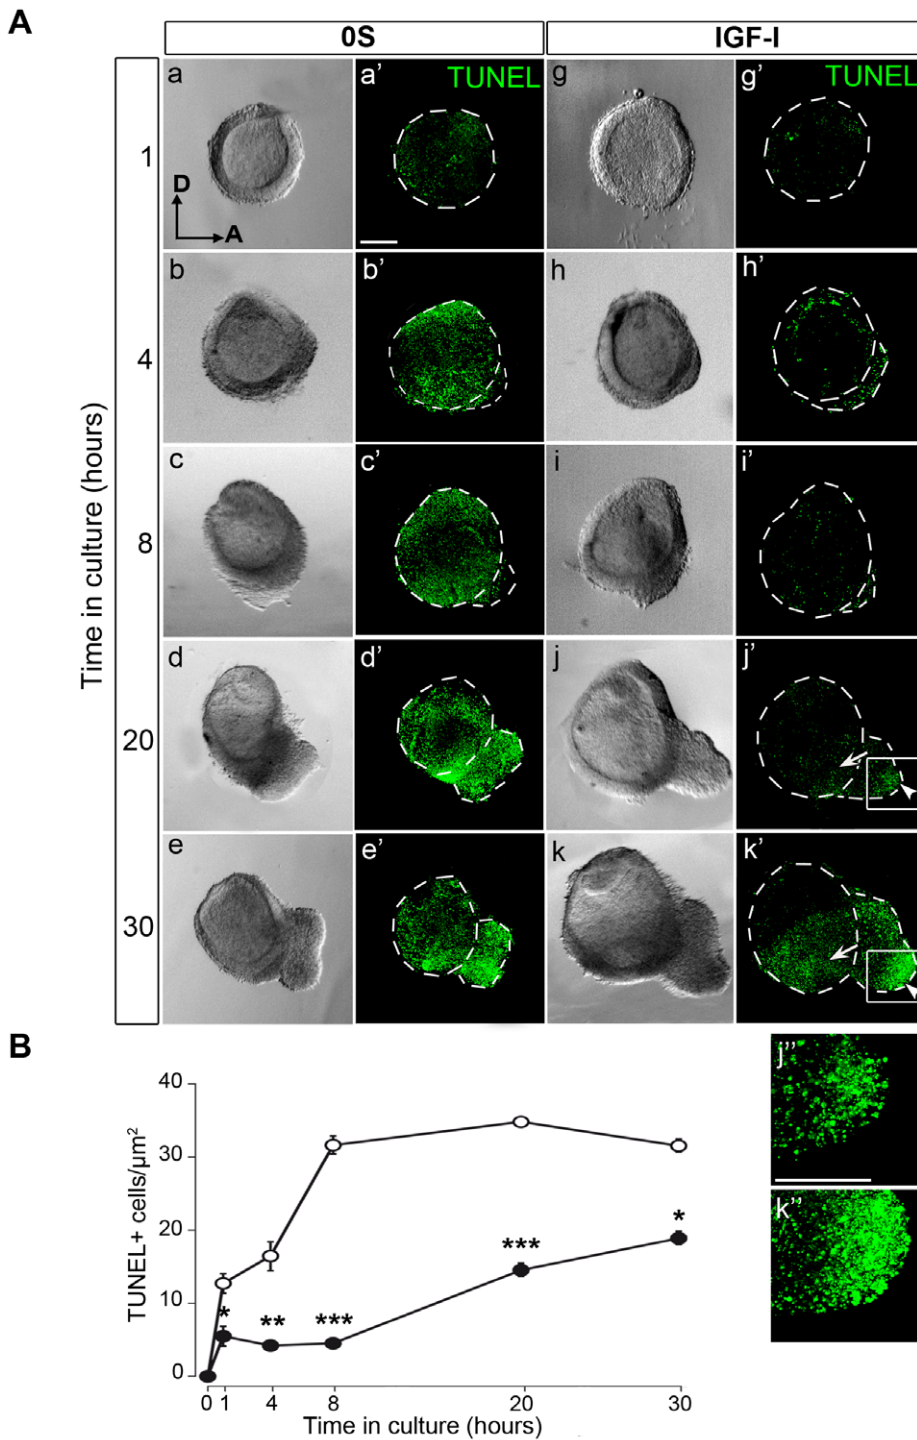 A
0S IGF-I
a a’ TUNEL g g’ TUNEL
1
D
A
b b’ h h’
4
c c’ i i’
8
d d’ j j’
20
e e’ k k’
30
Time in culture (hours)
B
j’’
k’’
40
30
20
10
0
TUNEL+ cells/µm²
* ** *** *** *
0 1 4 8 20 30
Time in culture (hours)